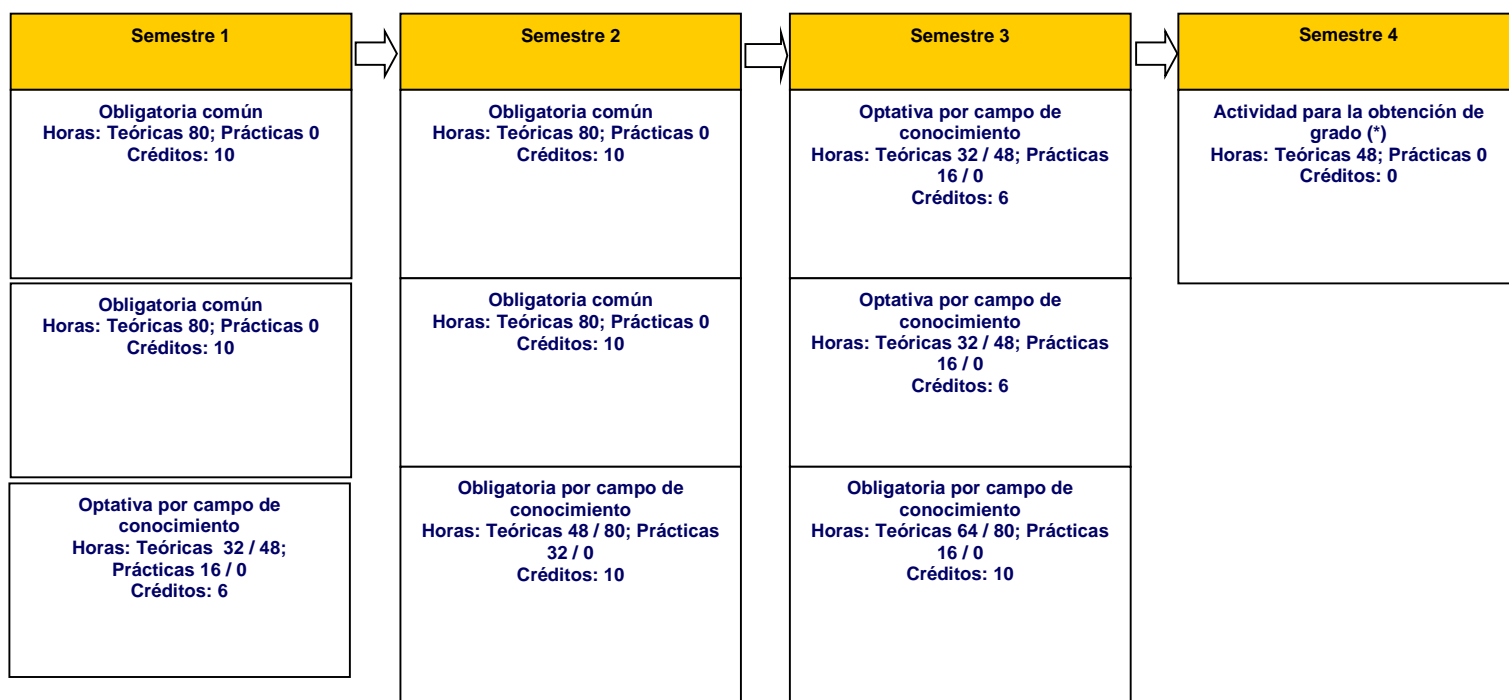 Semestre 1
Obligatoria común
Horas: Teóricas 80; Prácticas 0
Créditos: 10
Obligatoria común
Horas: Teóricas 80; Prácticas 0
Créditos: 10
Optativa por campo de
conocimiento
Horas: Teóricas 32 / 48;
Prácticas 16 / 0
Créditos: 6
Semestre 2
Obligatoria común
Horas: Teóricas 80; Prácticas 0
Créditos: 10
Obligatoria común
Horas: Teóricas 80; Prácticas 0
Créditos: 10
Obligatoria por campo de
conocimiento
Horas: Teóricas 48 / 80; Prácticas
32 / 0
Créditos: 10
Semestre 3
Optativa por campo de
conocimiento
Horas: Teóricas 32 / 48; Prácticas
16 / 0
Créditos: 6
Optativa por campo de
conocimiento
Horas: Teóricas 32 / 48; Prácticas
16 / 0
Créditos: 6
Obligatoria por campo de
conocimiento
Horas: Teóricas 64 / 80; Prácticas
16 / 0
Créditos: 10
Semestre 4
Actividad para la obtención de
grado (*)
Horas: Teóricas 48; Prácticas 0
Créditos: 0